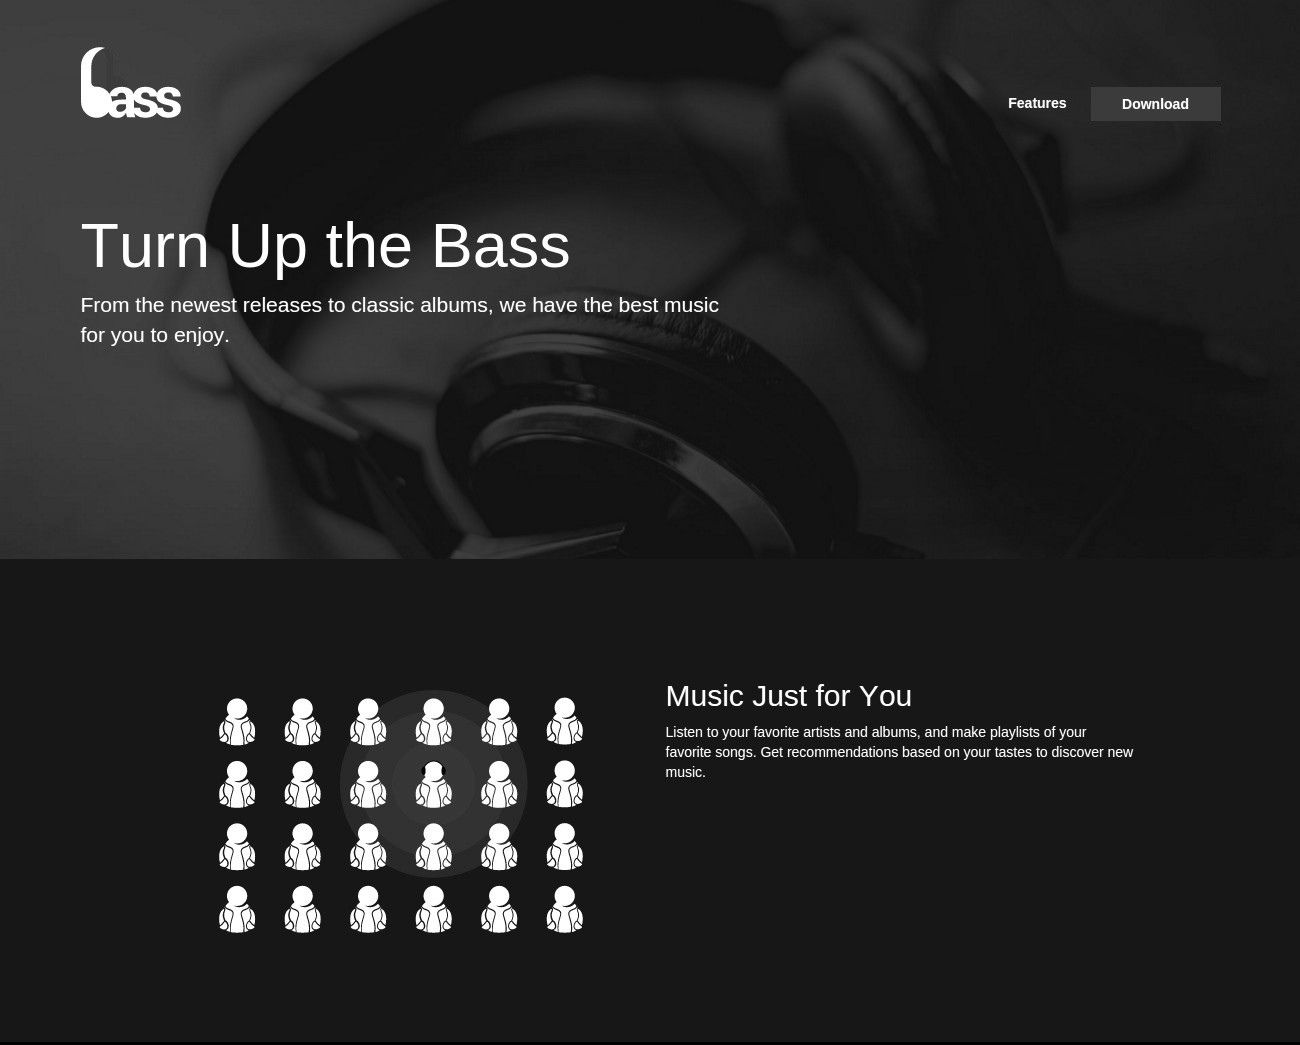 bass
Features
Download
Turn Up the Bass
From the newest releases to classic albums, we have the best music
for you to enjoy.
Music Just for You
Listen to your favorite artists and albums, and make playlists of your
favorite songs. Get recommendations based on your tastes to discover new
music.